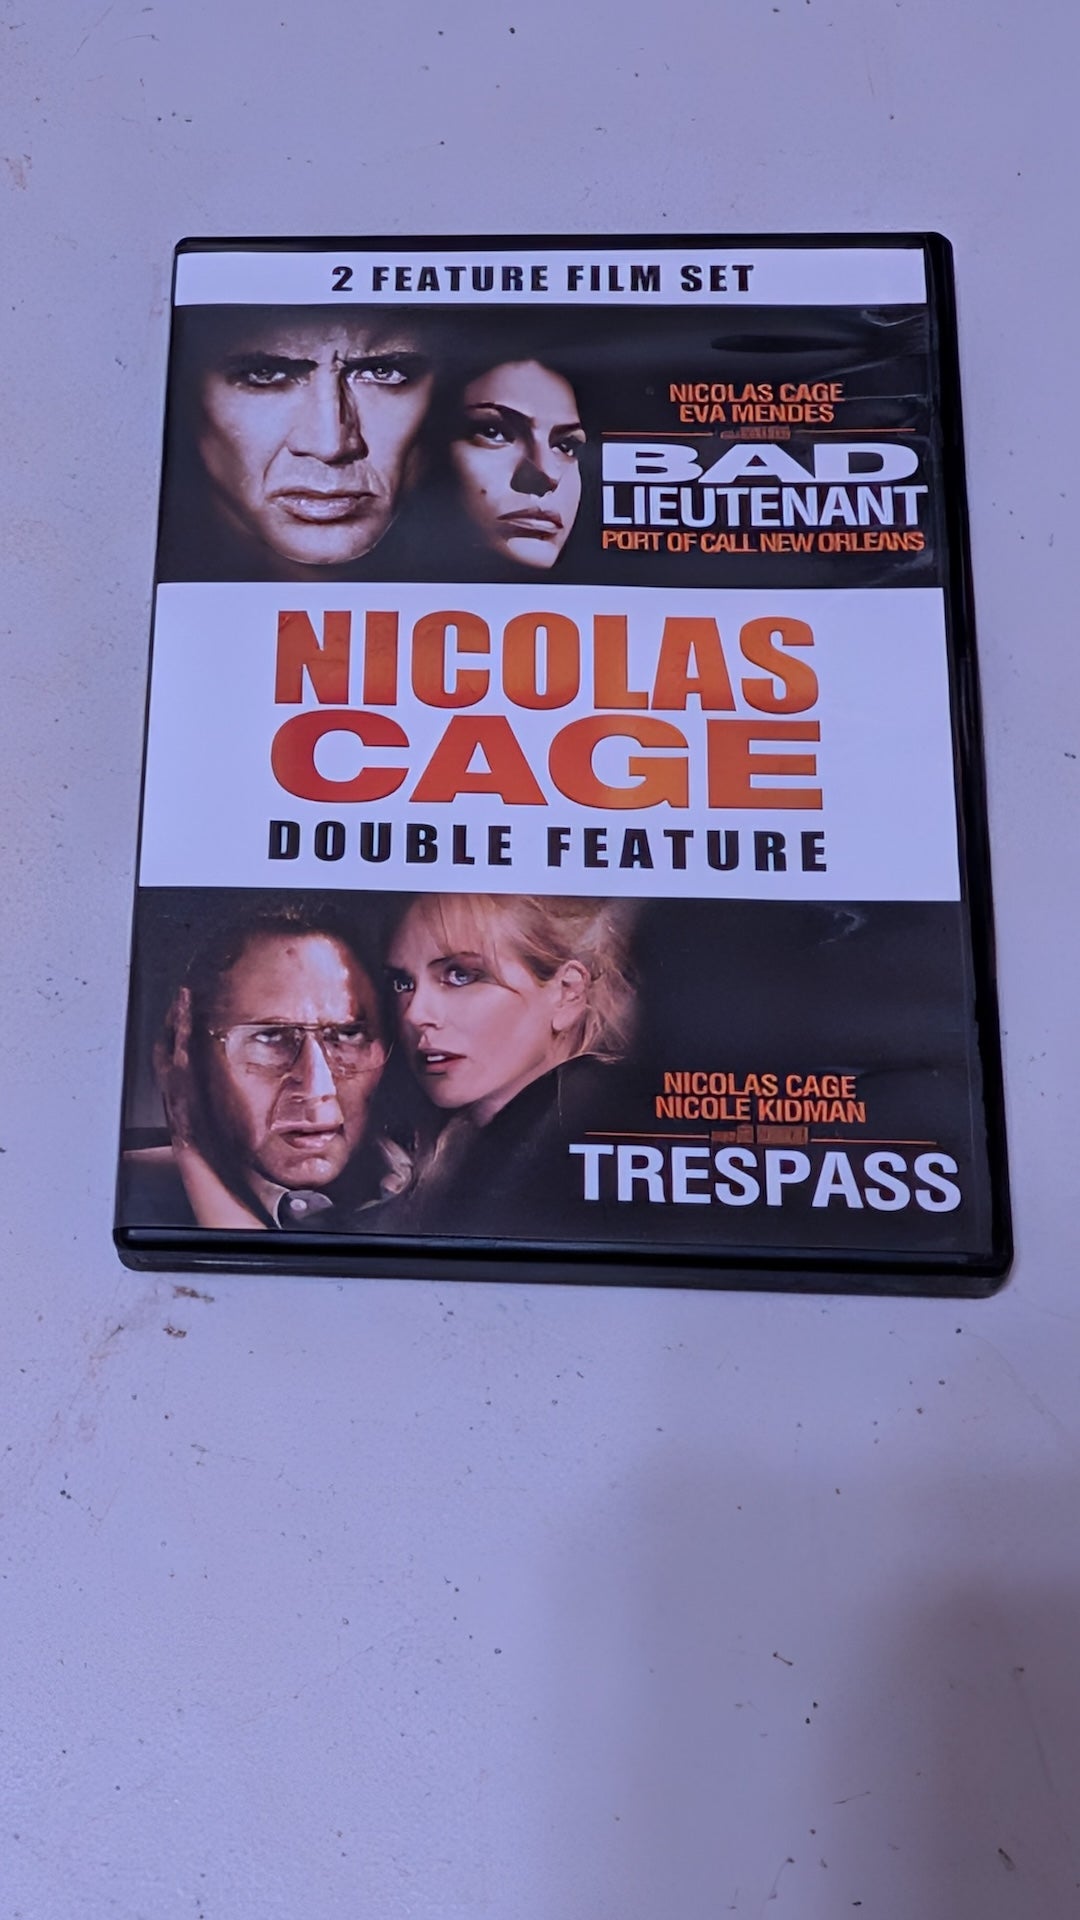 2 FEATURE FILM SET
NICOLAS CAGE
EVA MENDES
BAD
LIEUTENANT
PORT OF CALL NEW ORLEANS
NICOLAS
CAGE
DOUBLE FEATURE
NICOLAS CAGE
NICOLE KIDMAN
TRESPASS